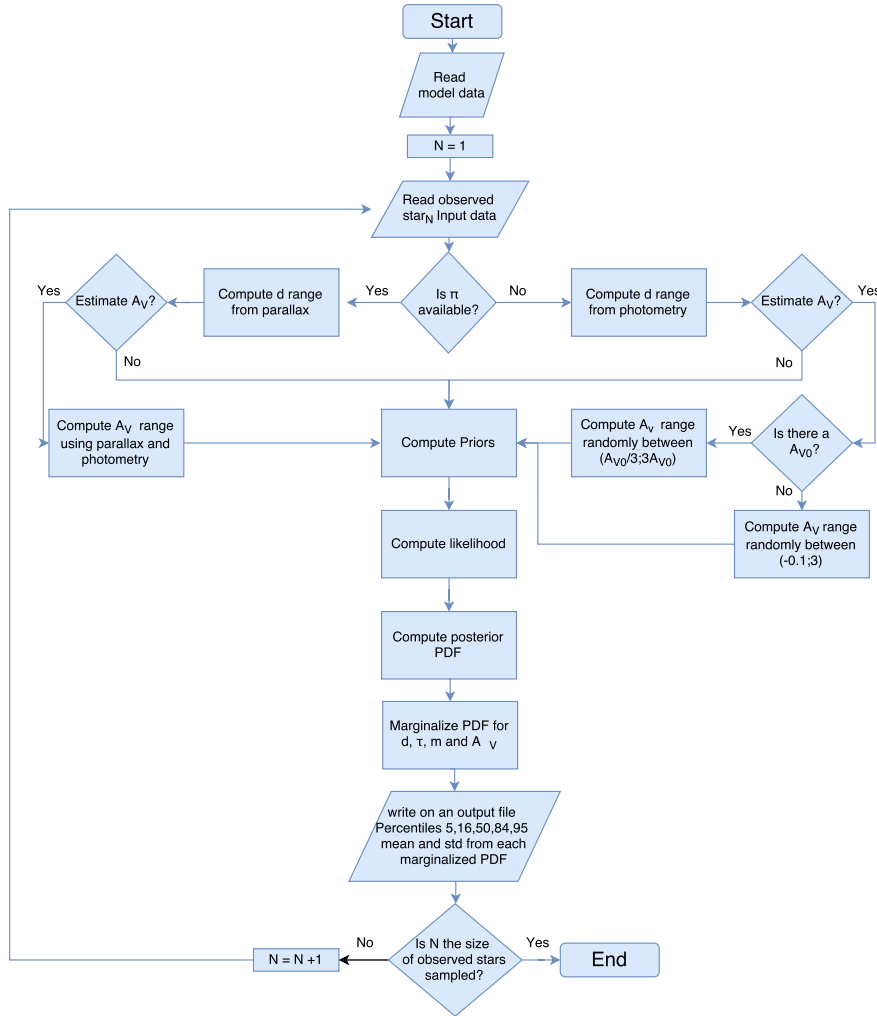 Start
Read
model data
N = 1
Read observed
starN Input data
Yes
Estimate AV?
No
Compute d range
from parallax
Yes
Is π
available?
No
Compute d range
from photometry
Estimate AV?
Yes
No
Compute AV range
using parallax and
photometry
Compute Priors
Compute Av range
randomly between
(AV0/3;3AV0)
Yes
Is there a
AV0?
No
Compute AV range
randomly between
(-0.1;3)
Compute likelihood
Compute posterior
PDF
Marginalize PDF for
d, τ, m and A V
write on an output file
Percentiles 5,16,50,84,95
mean and std from each
marginalized PDF
Is N the size
of observed stars
sampled?
No
N = N +1
Yes
End